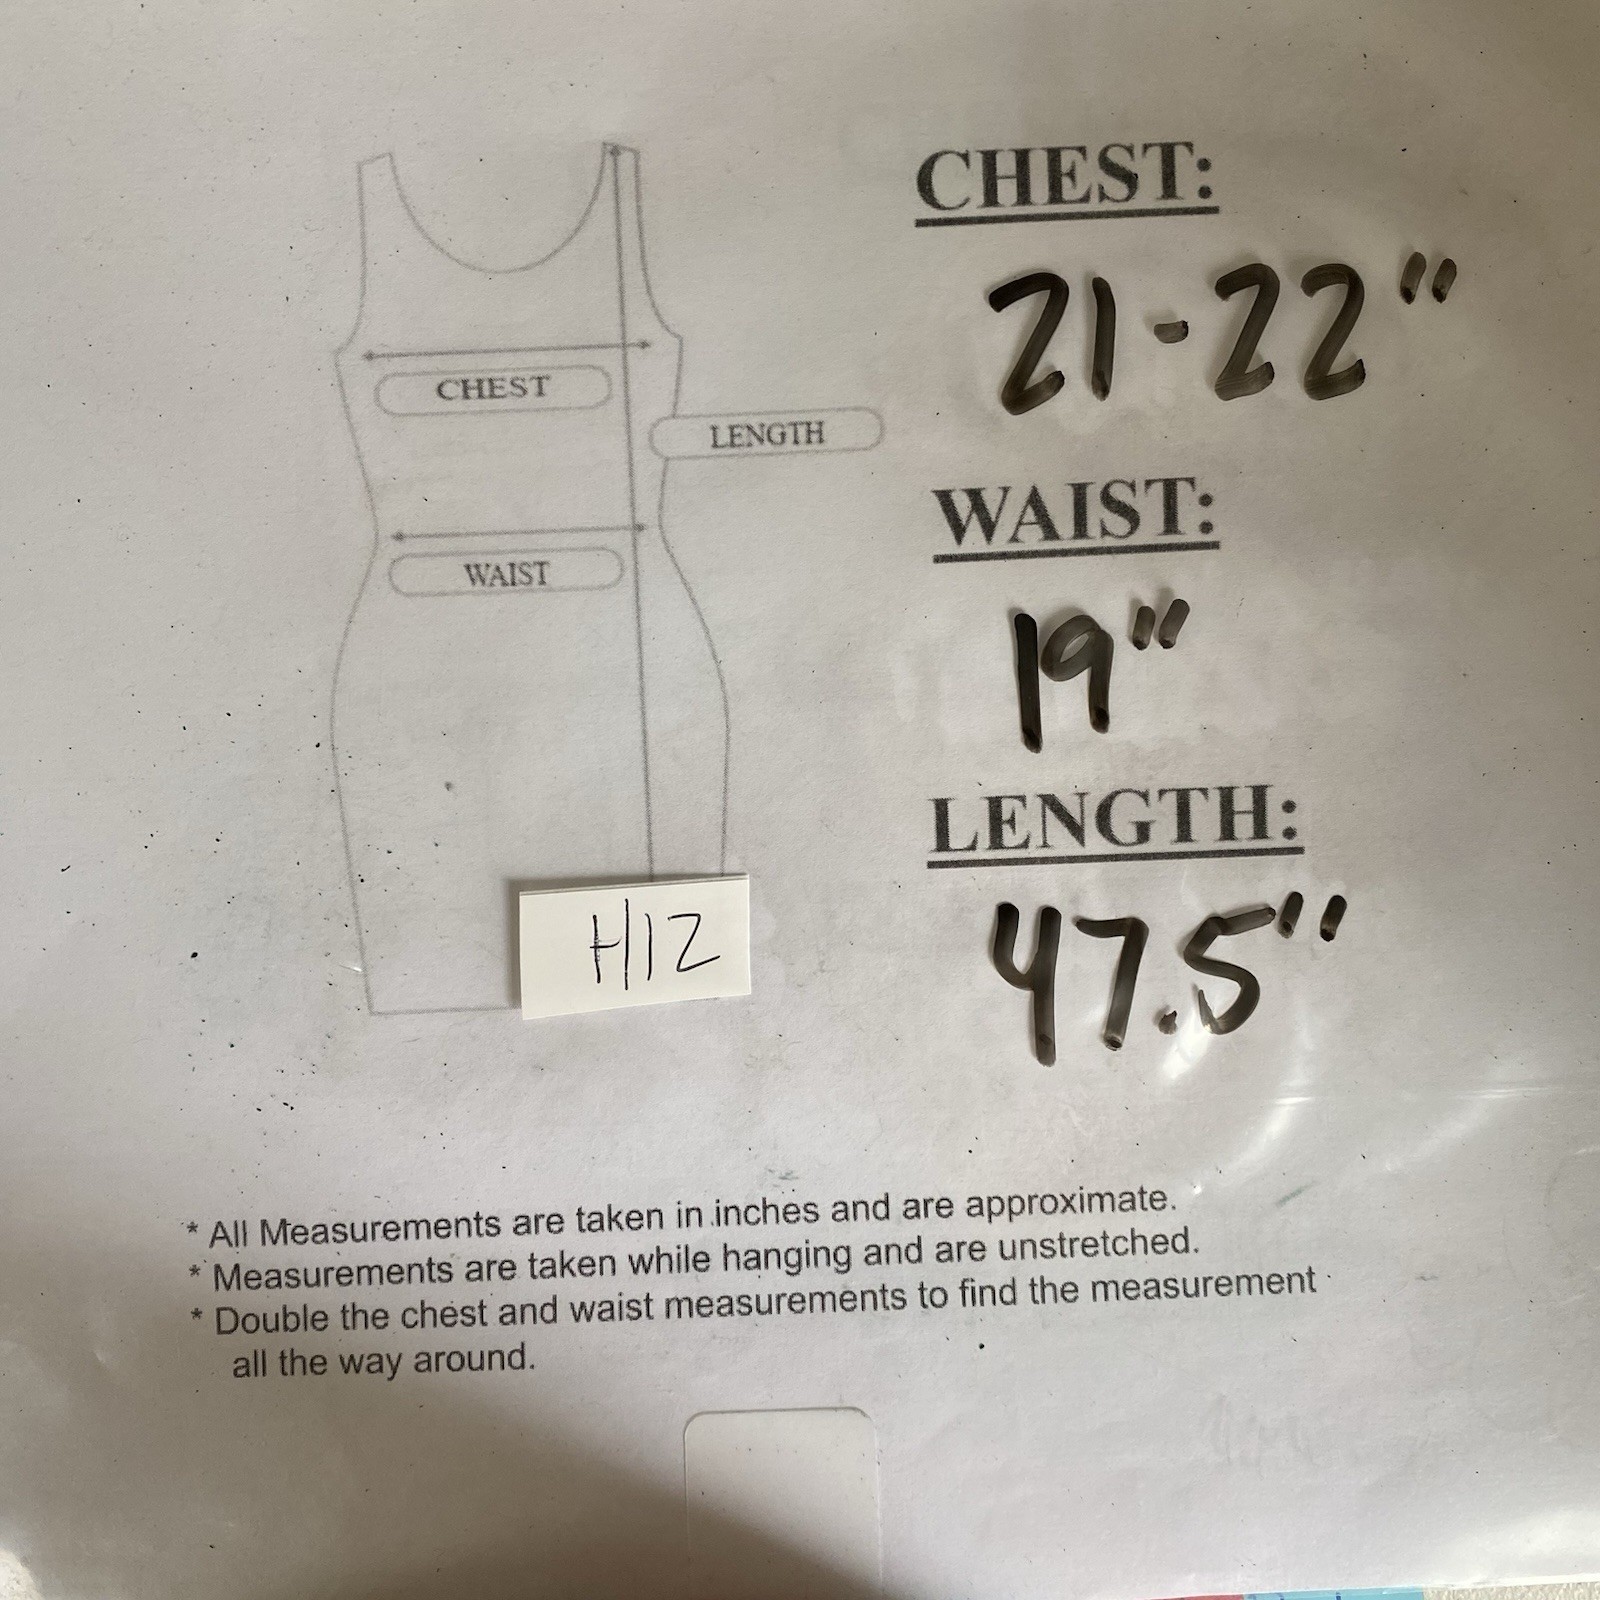 CHEST:
21-22"
CHEST
LENGTH
WAIST:
WAIST
19"
LENGTH:
47.5"
H12
* All Measurements are taken in inches and are approximate.
* Measurements are taken while hanging and are unstretched.
* Double the chest and waist measurements to find the measurement
all the way around.